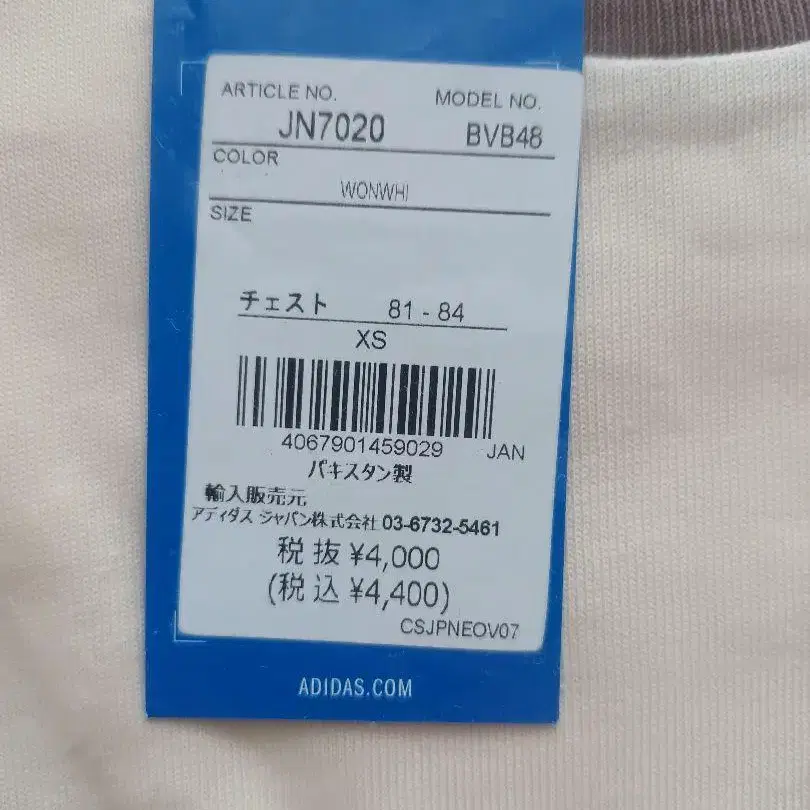 ARTICLE NO. MODEL NO.
JN7020 BVB48
COLOR
WONWHI
SIZE
チェスト 81 - 84
XS
4067901459029 JAN
パキスタン製
輸入販売元
アディダス ジャパン株式会社 03-6732-5461
税抜 ¥4,000
(税込 ¥4,400)
CSJPNEOV07
ADIDAS.COM